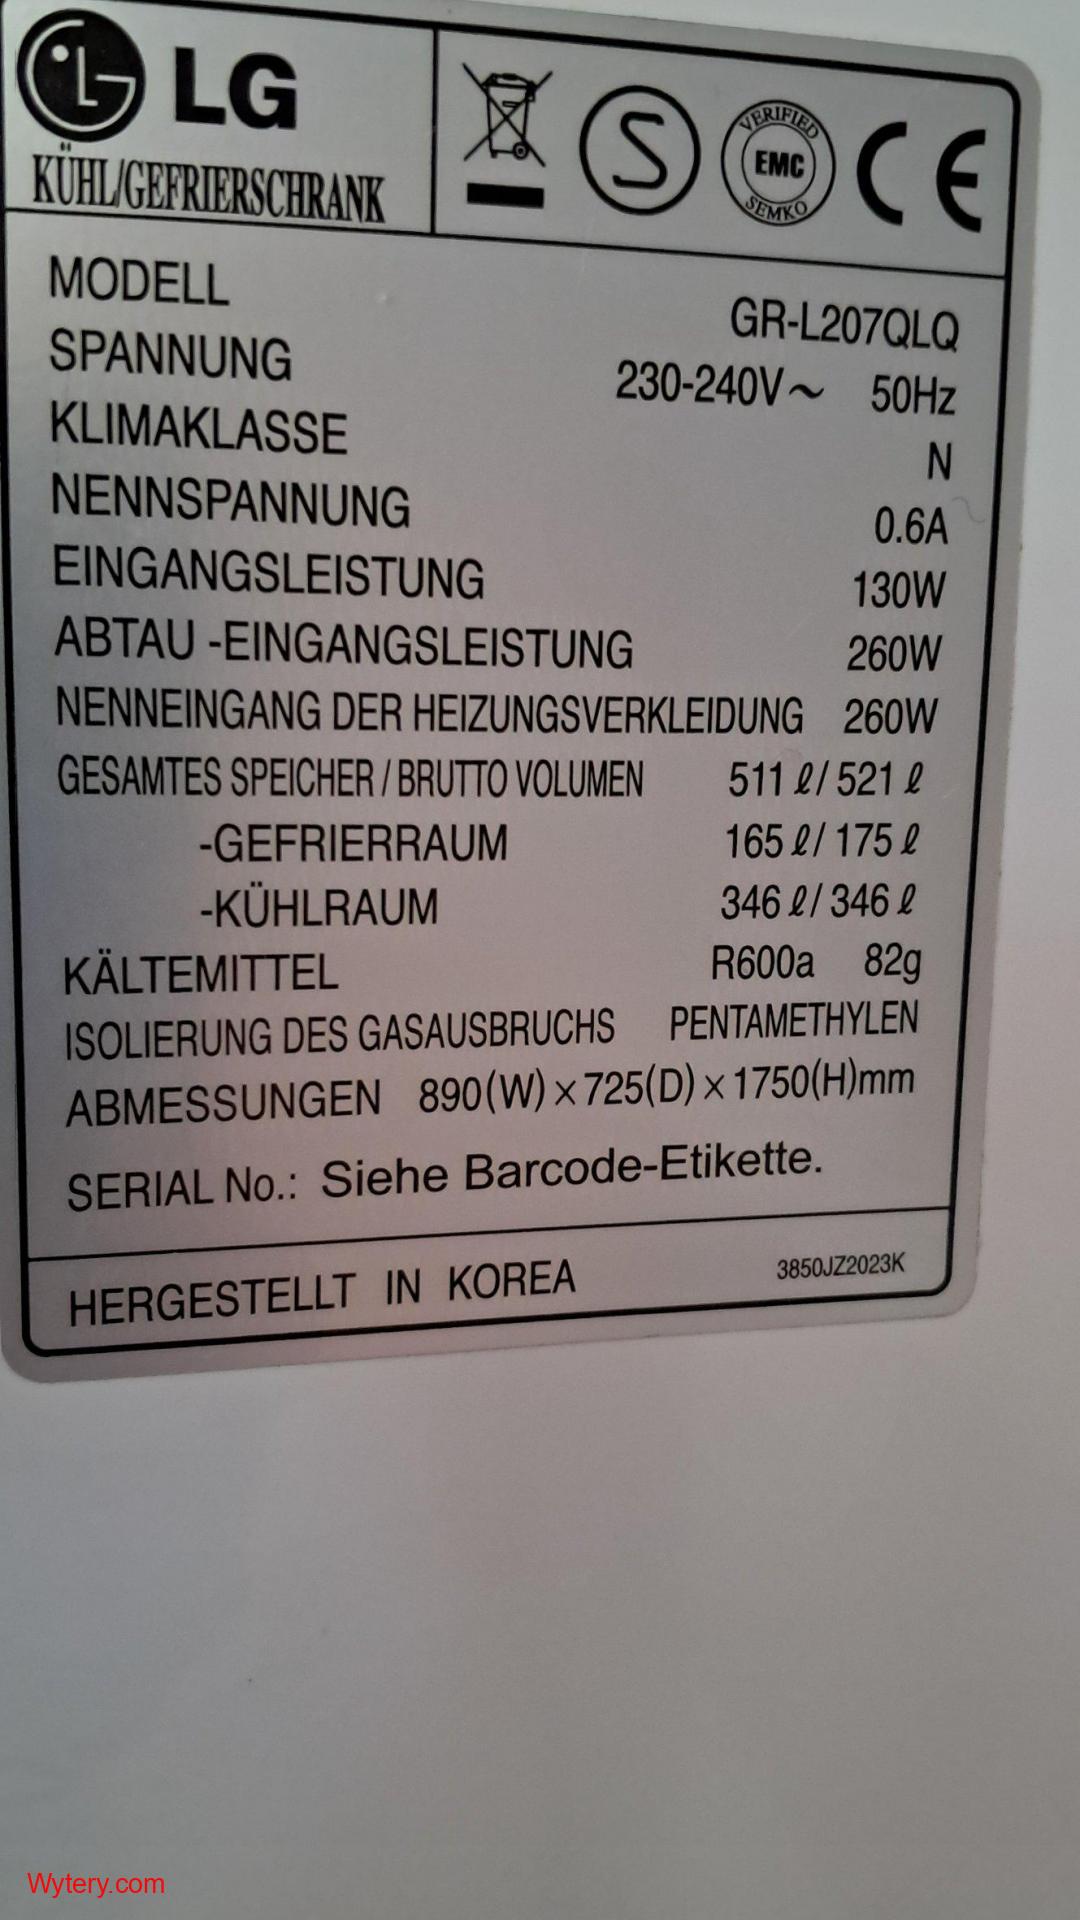 LG
KÜHL/GEFRIERSCHRANK
S
VERIFIED
EMC
SEMKO
CE
MODELL GR-L207QLQ
SPANNUNG 230-240V~ 50Hz
KLIMAKLASSE N
NENNSPANNUNG 0.6A
EINGANGSLEISTUNG 130W
ABTAU -EINGANGSLEISTUNG 260W
NENNEINGANG DER HEIZUNGSVERKLEIDUNG 260W
GESAMTES SPEICHER / BRUTTO VOLUMEN 511 ℓ / 521 ℓ
-GEFRIERRAUM 165 ℓ / 175 ℓ
-KÜHLRAUM 346 ℓ / 346 ℓ
KÄLTEMITTEL R600a 82g
ISOLIERUNG DES GASAUSBRUCHS PENTAMETHYLEN
ABMESSUNGEN 890(W)×725(D)×1750(H)mm
SERIAL No.: Siehe Barcode-Etikette.
HERGESTELLT IN KOREA 3850JZ2023K
Wytery.com